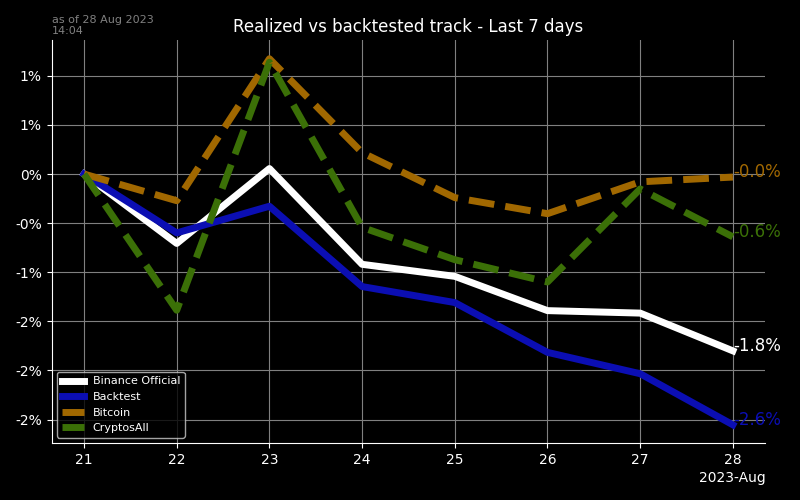 as of 28 Aug 2023
14:04
Realized vs backtested track - Last 7 days
1%
1%
0%
-0%
-1%
-2%
-2%
-2%
-0.0%
-0.6%
-1.8%
-2.6%
Binance Official
Backtest
Bitcoin
CryptosAll
21 22 23 24 25 26 27 28
2023-Aug